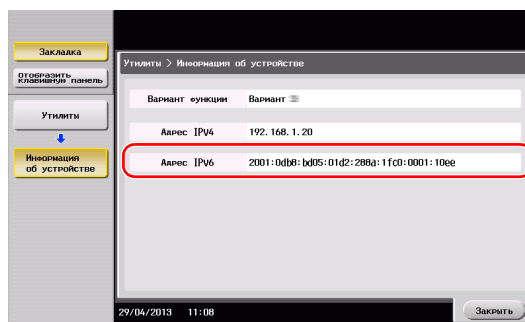 Закладка
Отобразить
клавишную панель
Утилиты
Информация
об устройстве
Утилиты > Информация об устройстве
Вариант функции Вариант
Адрес IPV4 192.168.1.20
Адрес IPV6 2001:0db8:bd05:01d2:288a:1fc0:0001:10ee
29/04/2013 11:08
Закрыть